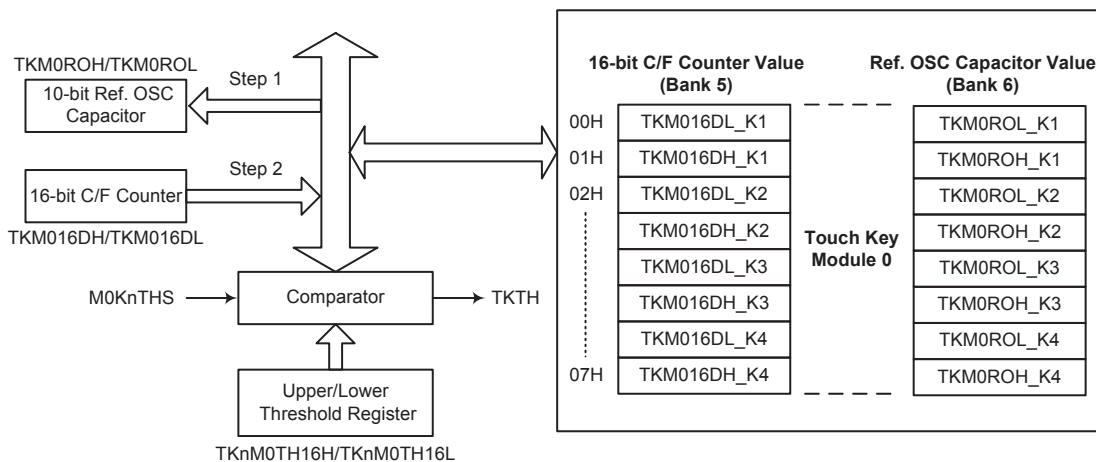 TKM0ROH/TKM0ROL
10-bit Ref. OSC
Capacitor
Step 1
16-bit C/F Counter
Step 2
TKM016DH/TKM016DL
M0KnTHS
Comparator
TKTH
Upper/Lower
Threshold Register
TKnM0TH16H/TKnM0TH16L
16-bit C/F Counter Value
(Bank 5)
Ref. OSC Capacitor Value
(Bank 6)
00H
TKM016DL_K1
TKM0ROL_K1
01H
TKM016DH_K1
TKM0ROH_K1
02H
TKM016DL_K2
TKM0ROL_K2
TKM016DH_K2
TKM0ROH_K2
Touch Key
Module 0
TKM016DL_K3
TKM0ROL_K3
TKM016DH_K3
TKM0ROH_K3
TKM016DL_K4
TKM0ROL_K4
07H
TKM016DH_K4
TKM0ROH_K4